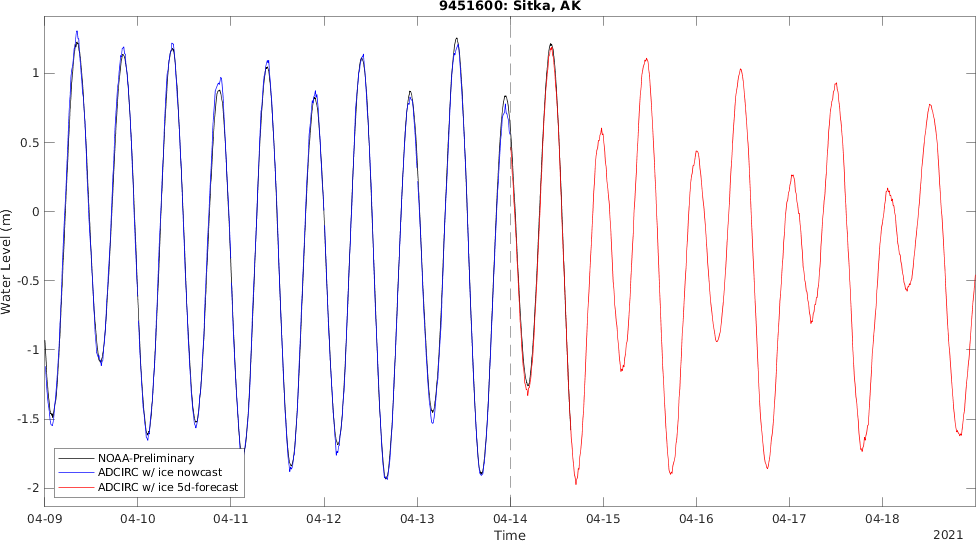 9451600: Sitka, AK
Water Level (m)
1
0.5
0
-0.5
-1
-1.5
-2
NOAA-Preliminary
ADCIRC w/ ice nowcast
ADCIRC w/ ice 5d-forecast
04-09 04-10 04-11 04-12 04-13 04-14 04-15 04-16 04-17 04-18
Time
2021